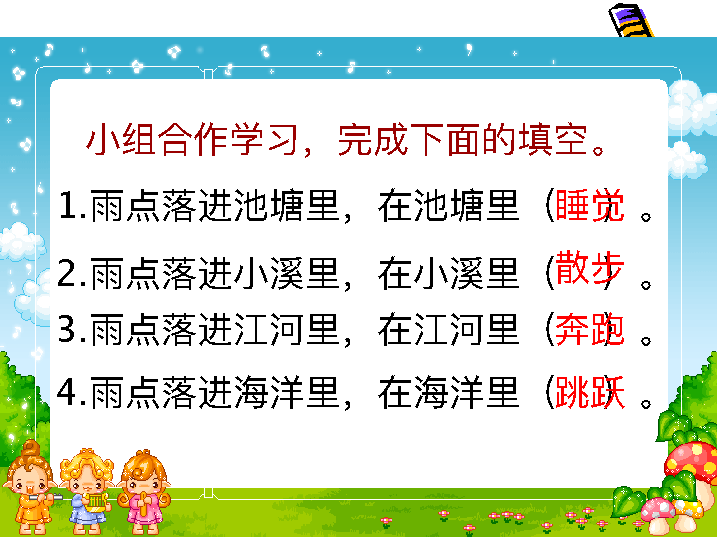 小组合作学习，完成下面的填空。
1.雨点落进池塘里，在池塘里（睡觉）。
2.雨点落进小溪里，在小溪里（散步）。
3.雨点落进江河里，在江河里（奔跑）。
4.雨点落进海洋里，在海洋里（跳跃）。